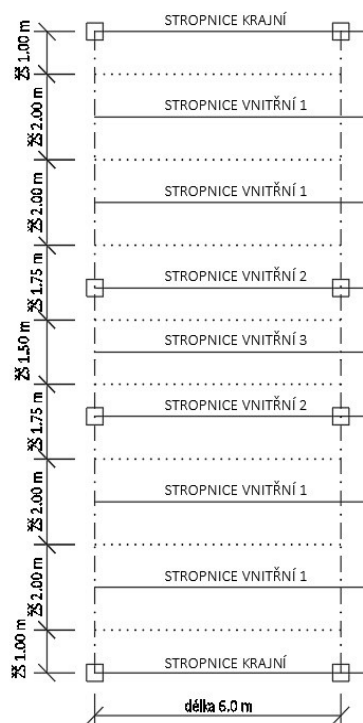 STROPNICE KRAJNÍ
ZŠ 1.00 m
ZŠ 2.00 m
STROPNICE VNITŘNÍ 1
ZŠ 2.00 m
STROPNICE VNITŘNÍ 1
ZŠ 1.75 m
STROPNICE VNITŘNÍ 2
ZŠ 1.50 m
STROPNICE VNITŘNÍ 3
ZŠ 1.75 m
STROPNICE VNITŘNÍ 2
ZŠ 2.00 m
STROPNICE VNITŘNÍ 1
ZŠ 2.00 m
STROPNICE VNITŘNÍ 1
ZŠ 1.00 m
STROPNICE KRAJNÍ
délka 6.0 m